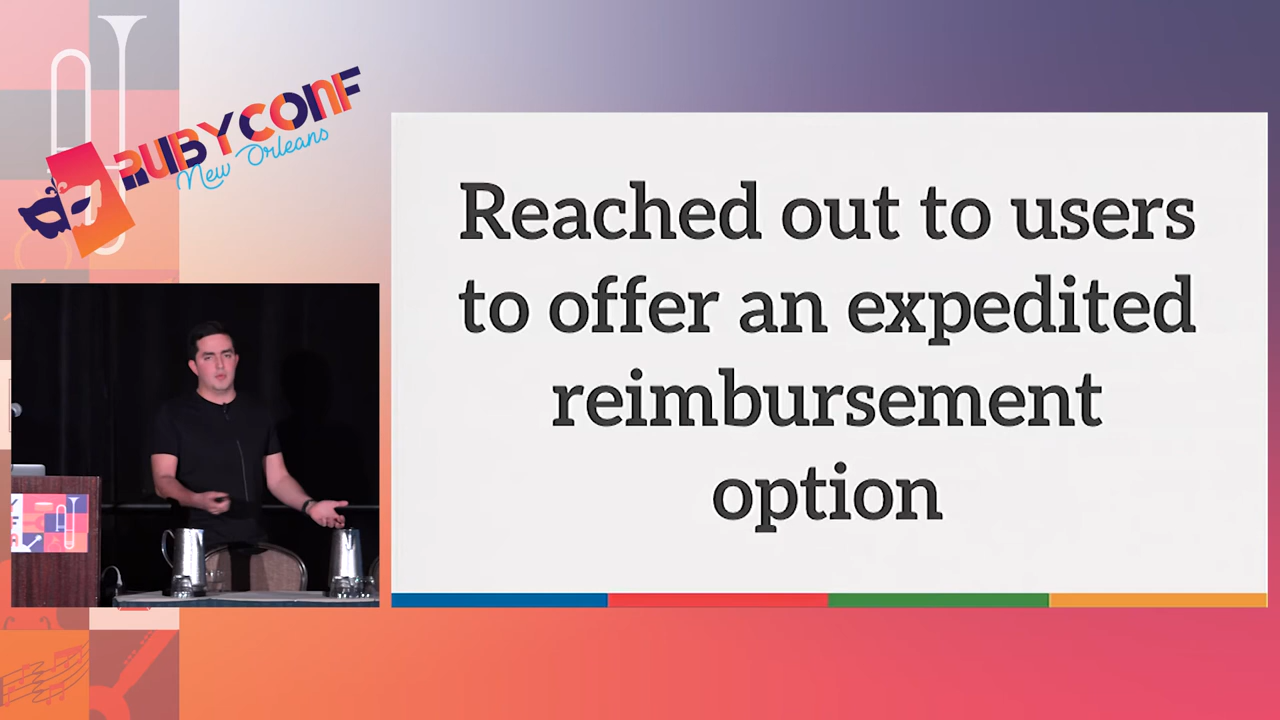 RUBYCONF
New Orleans
Reached out to users
to offer an expedited
reimbursement
option